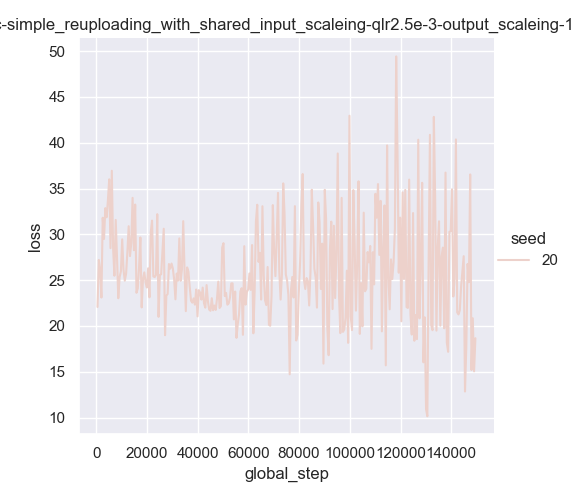 c-simple_reuploading_with_shared_input_scaleing-qlr2.5e-3-output_scaleing-1
50
45
40
35
30
25
20
15
10
loss
0 20000 40000 60000 80000 100000 120000 140000
global_step
seed
20